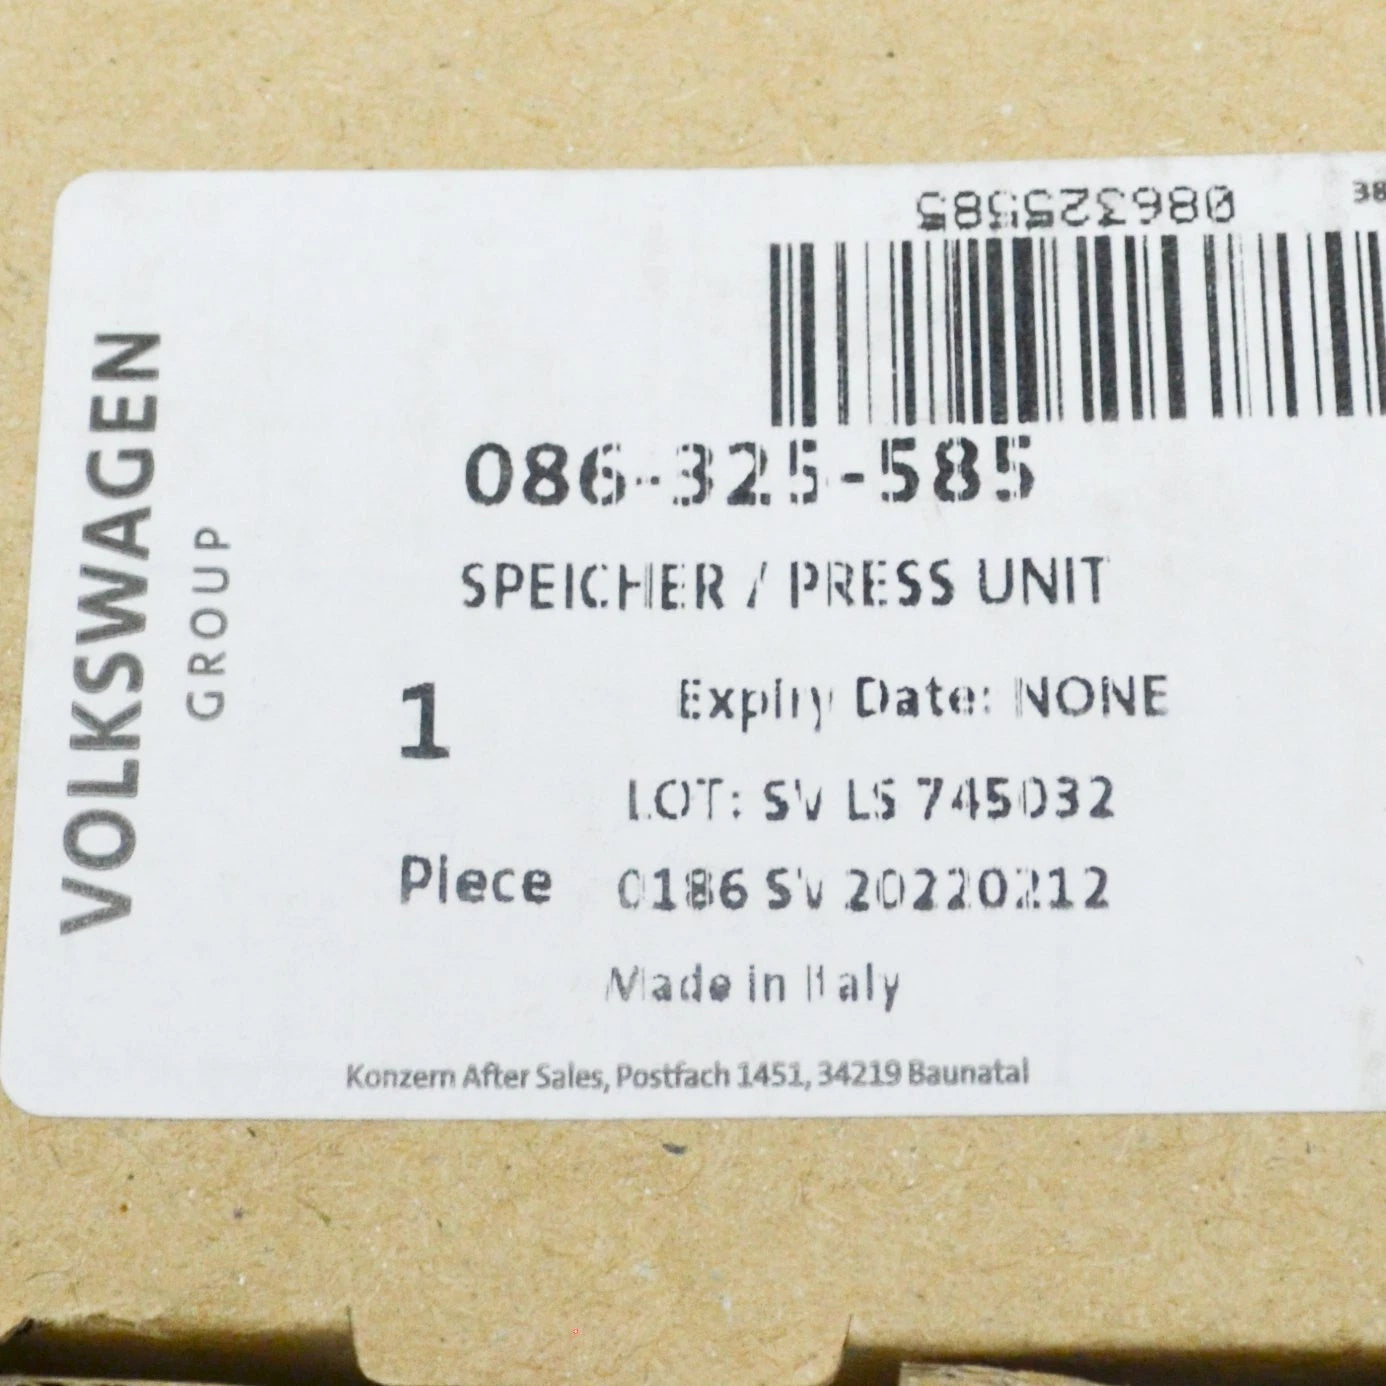 086325585
38
VOLKSWAGEN
GROUP
086-325-585
SPEICHER / PRESS UNIT
1
Expiry Date: NONE
LOT: SV LS 745032
Piece
0186 SV 20220212
Made in Italy
Konzern After Sales, Postfach 1451, 34219 Baunatal